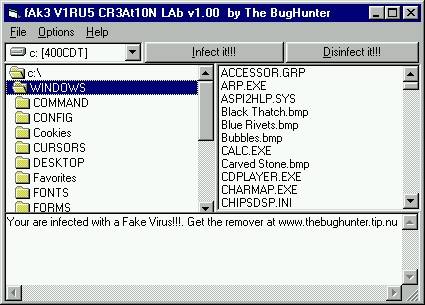 fAk3 V1RU5 CR3At10N LAb v1.00 by The BugHunter
File Options Help
c: [400CDT]
Infect it!!!
Disinfect it!!!
c:\
WINDOWS
COMMAND
CONFIG
Cookies
CURSORS
DESKTOP
Favorites
FONTS
FORMS
ACCESSOR.GRP
ARP.EXE
ASPI2HLP.SYS
Black Thatch.bmp
Blue Rivets.bmp
Bubbles.bmp
CALC.EXE
Carved Stone.bmp
CDPLAYER.EXE
CHARMAP.EXE
CHIPSDSP.INI
Your are infected with a Fake Virus!!!. Get the remover at www.thebughunter.tip.nu